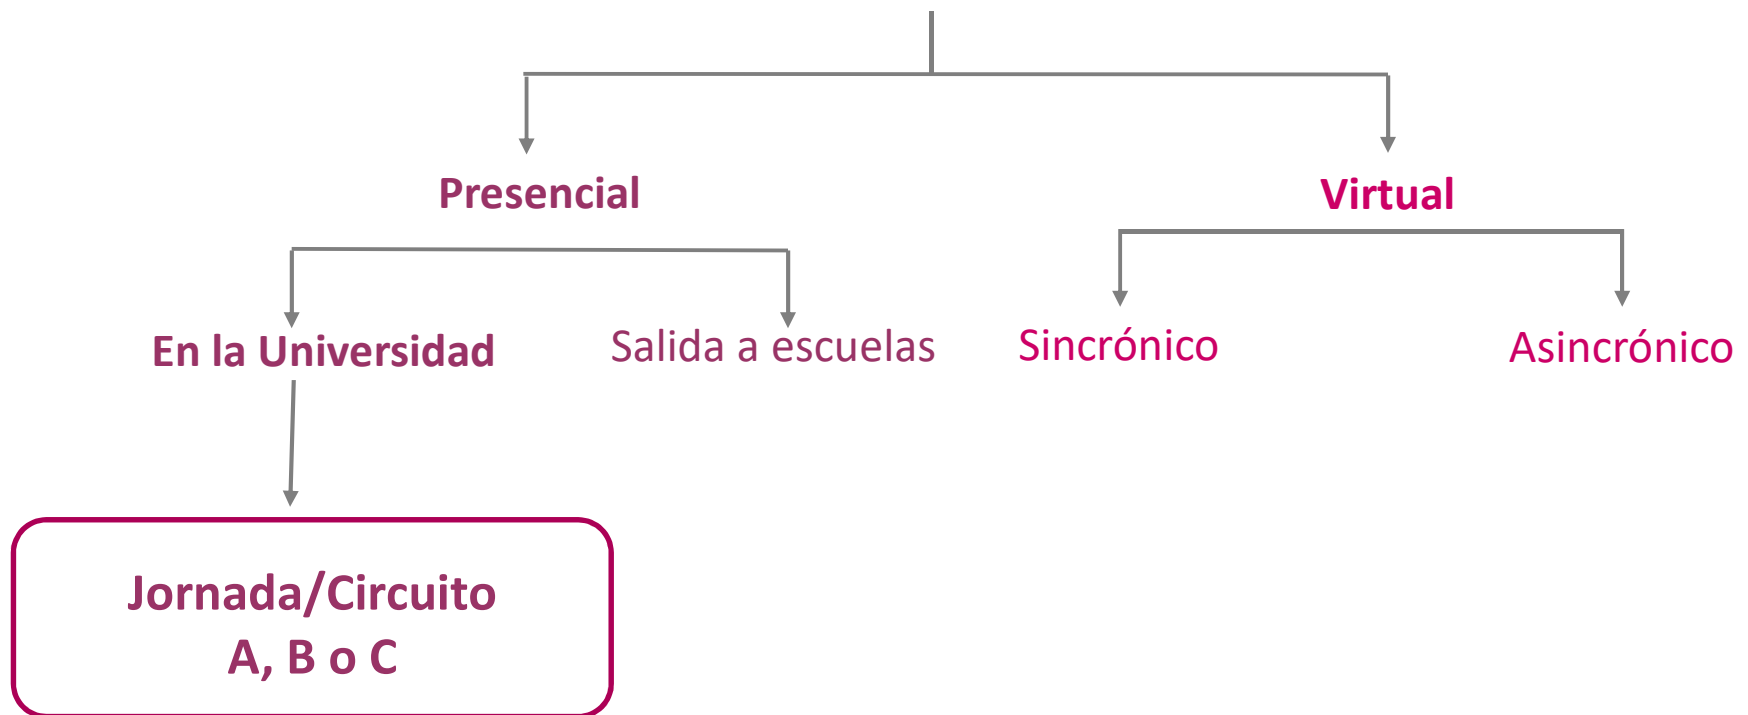 Presencial
Virtual
En la Universidad
Salida a escuelas
Sincrónico
Asincrónico
Jornada/Circuito
A, B o C